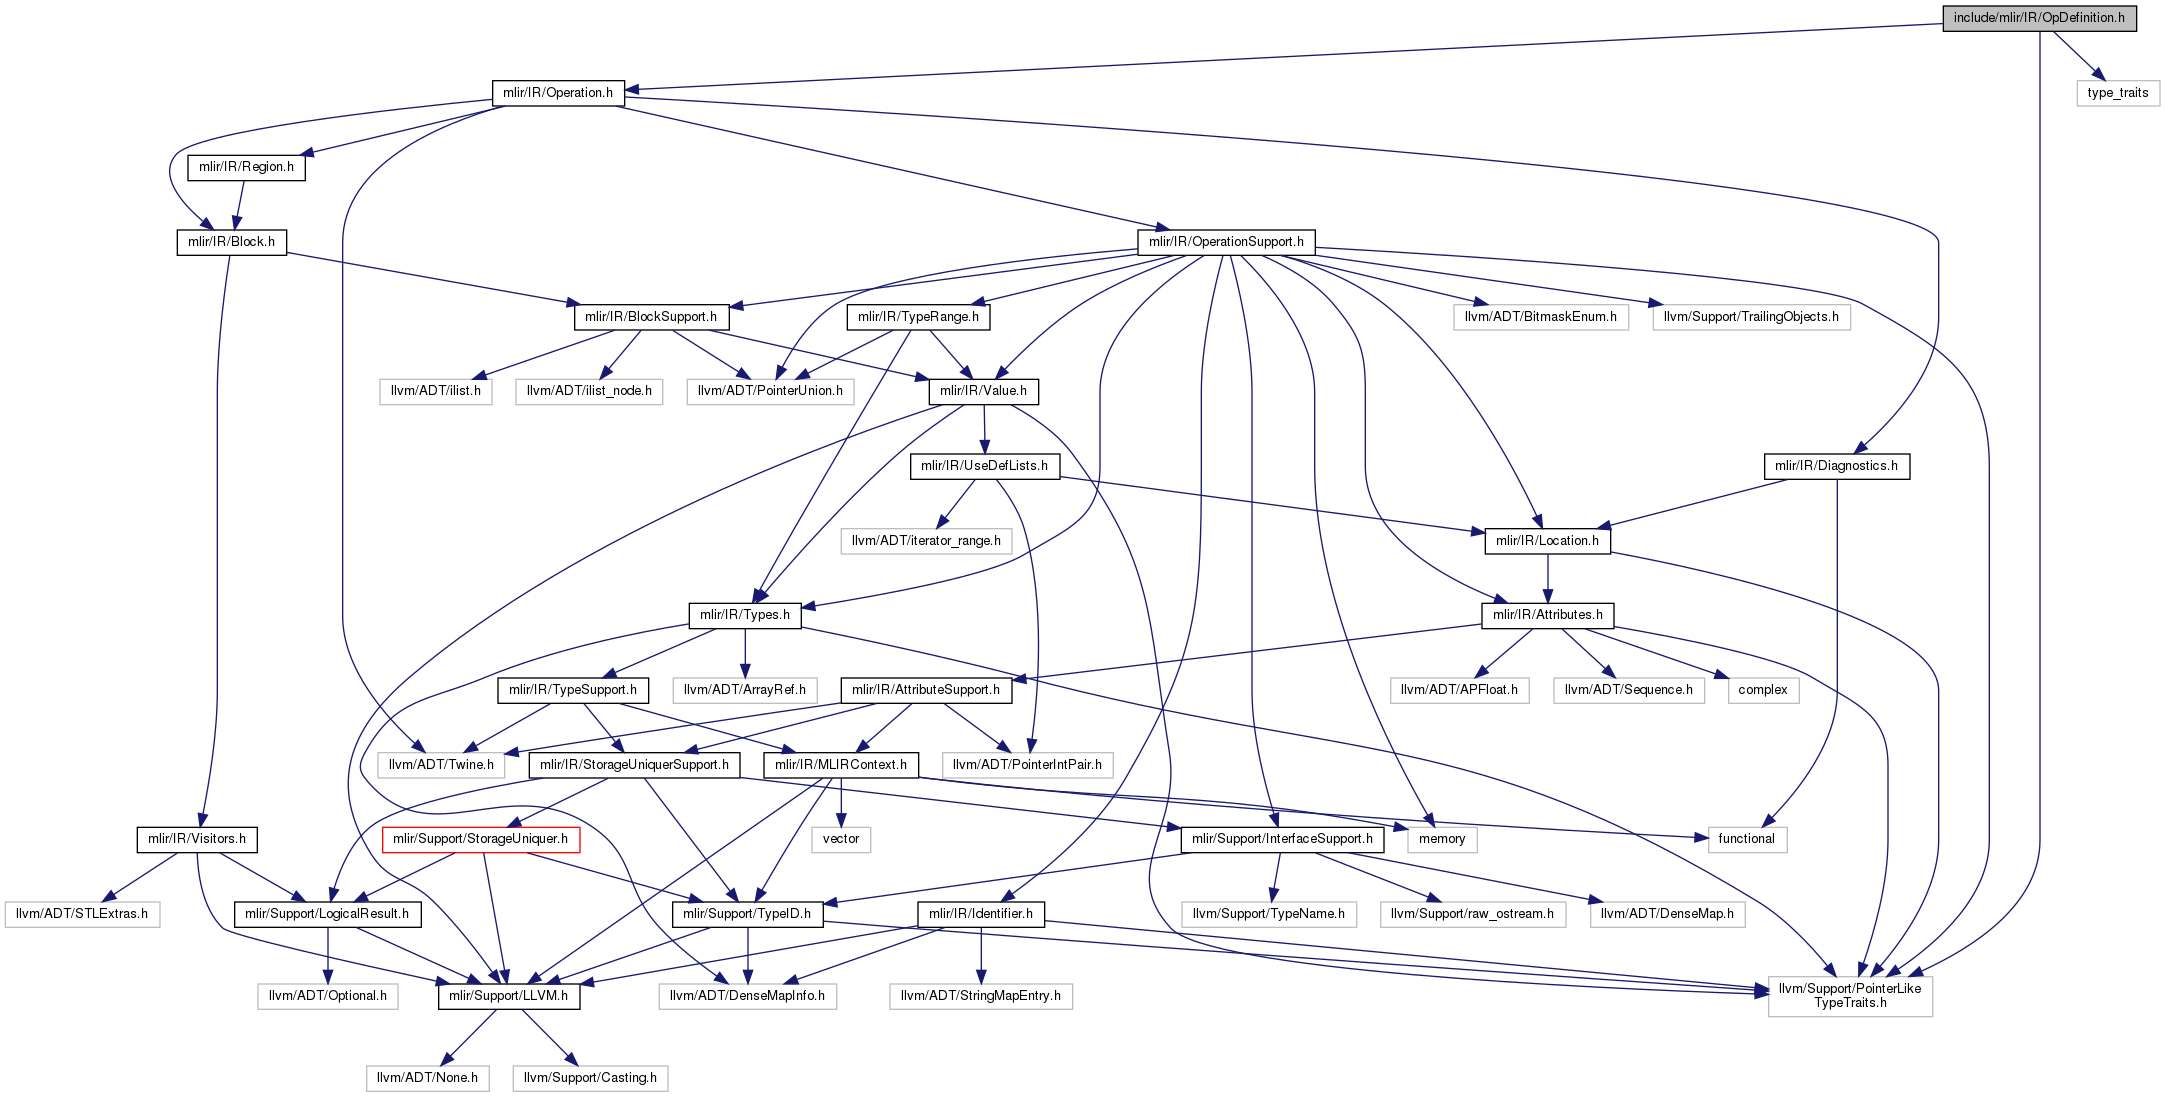 include/mlir/IR/OpDefinition.h
mlir/IR/Operation.h
type_traits
mlir/IR/Region.h
mlir/IR/Block.h
mlir/IR/OperationSupport.h
mlir/IR/BlockSupport.h
mlir/IR/TypeRange.h
llvm/ADT/BitmaskEnum.h
llvm/Support/TrailingObjects.h
llvm/ADT/ilist.h
llvm/ADT/ilist_node.h
llvm/ADT/PointerUnion.h
mlir/IR/Value.h
mlir/IR/UseDefLists.h
mlir/IR/Diagnostics.h
llvm/ADT/iterator_range.h
mlir/IR/Location.h
mlir/IR/Types.h
mlir/IR/Attributes.h
mlir/IR/TypeSupport.h
llvm/ADT/ArrayRef.h
mlir/IR/AttributeSupport.h
llvm/ADT/APFloat.h
llvm/ADT/Sequence.h
complex
llvm/ADT/Twine.h
mlir/IR/StorageUniquerSupport.h
mlir/IR/MLIRContext.h
llvm/ADT/PointerIntPair.h
mlir/IR/Visitors.h
mlir/Support/StorageUniquer.h
vector
mlir/Support/InterfaceSupport.h
memory
functional
llvm/ADT/STLExtras.h
mlir/Support/LogicalResult.h
mlir/Support/TypeID.h
mlir/IR/Identifier.h
llvm/Support/TypeName.h
llvm/Support/raw_ostream.h
llvm/ADT/DenseMap.h
llvm/ADT/Optional.h
mlir/Support/LLVM.h
llvm/ADT/DenseMapInfo.h
llvm/ADT/StringMapEntry.h
llvm/Support/PointerLike
TypeTraits.h
llvm/ADT/None.h
llvm/Support/Casting.h